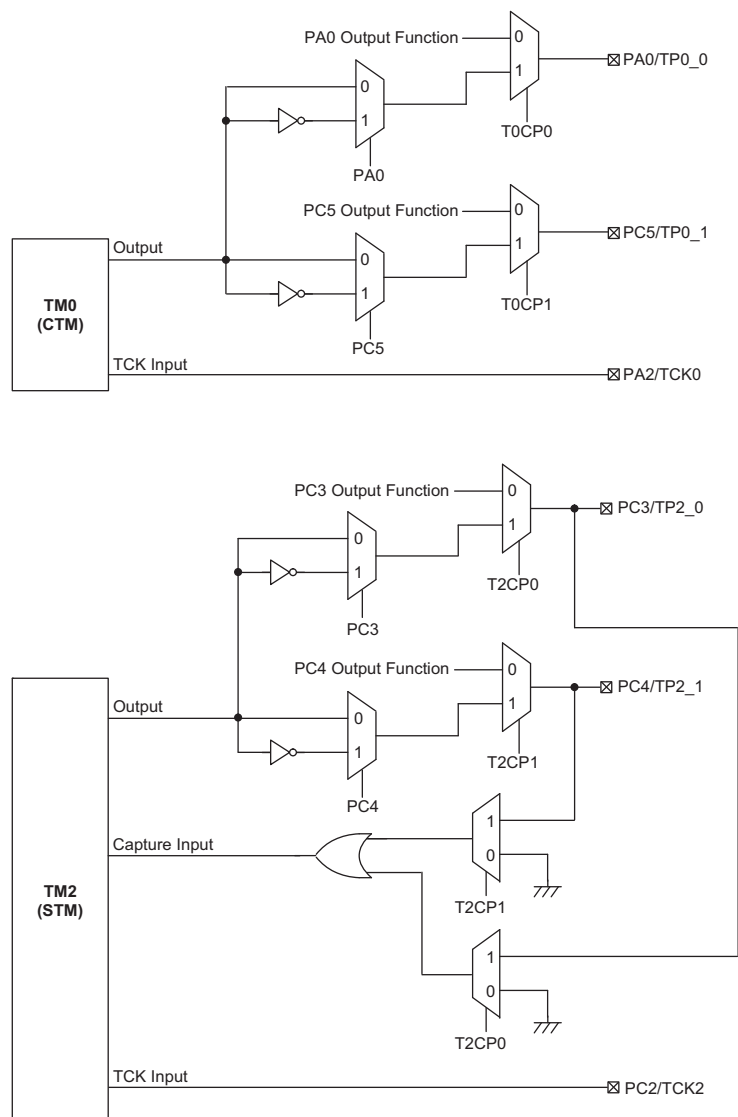 PA0 Output Function
0
1
PA0/TP0_0
T0CP0
0
1
PA0
PC5 Output Function
0
1
PC5/TP0_1
T0CP1
Output
0
1
PC5
TM0
(CTM)
TCK Input
PA2/TCK0
PC3 Output Function
0
1
PC3/TP2_0
T2CP0
0
1
PC3
PC4 Output Function
0
1
PC4/TP2_1
T2CP1
Output
0
1
PC4
Capture Input
1
0
T2CP1
TM2
(STM)
1
0
T2CP0
TCK Input
PC2/TCK2